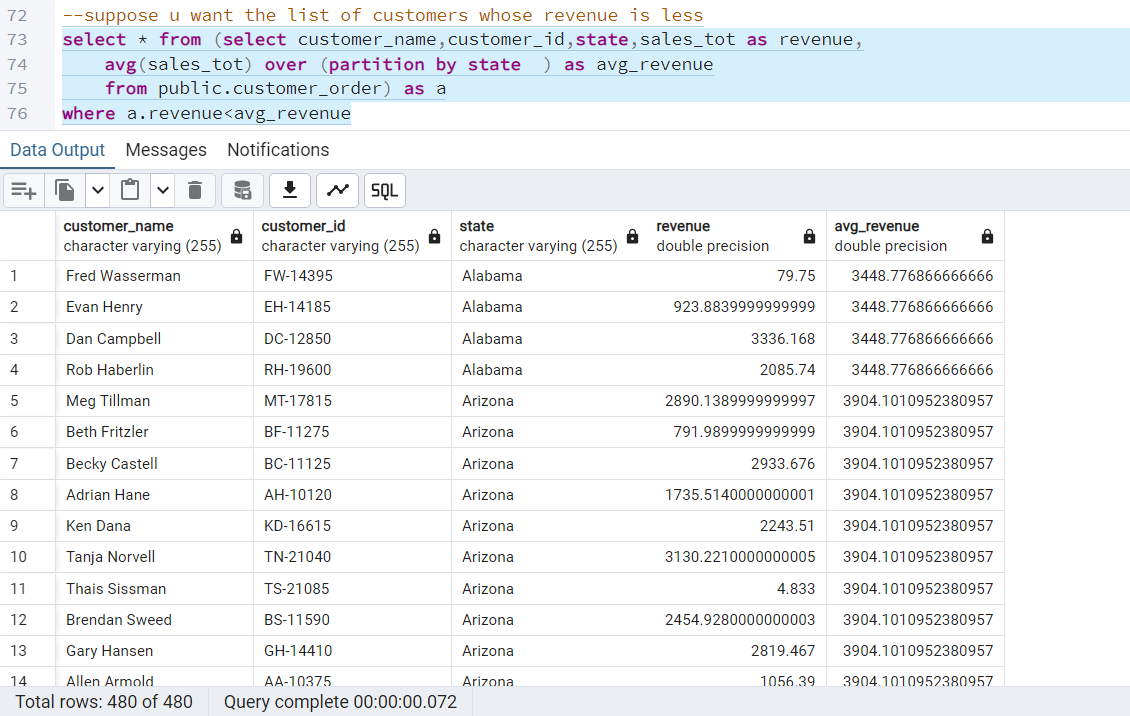 72 --suppose u want the list of customers whose revenue is less
73 select * from (select customer_name,customer_id,state,sales_tot as revenue,
74 avg(sales_tot) over (partition by state  ) as avg_revenue
75 from public.customer_order) as a
76 where a.revenue<avg_revenue
Data Output Messages Notifications
SQL
customer_name customer_id state revenue avg_revenue
character varying (255) character varying (255) character varying (255) double precision double precision
1 Fred Wasserman FW-14395 Alabama 79.75 3448.776866666666
2 Evan Henry EH-14185 Alabama 923.8839999999999 3448.776866666666
3 Dan Campbell DC-12850 Alabama 3336.168 3448.776866666666
4 Rob Haberlin RH-19600 Alabama 2085.74 3448.776866666666
5 Meg Tillman MT-17815 Arizona 2890.1389999999997 3904.1010952380957
6 Beth Fritzler BF-11275 Arizona 791.9899999999999 3904.1010952380957
7 Becky Castell BC-11125 Arizona 2933.676 3904.1010952380957
8 Adrian Hane AH-10120 Arizona 1735.5140000000001 3904.1010952380957
9 Ken Dana KD-16615 Arizona 2243.51 3904.1010952380957
10 Tanja Norvell TN-21040 Arizona 3130.2210000000005 3904.1010952380957
11 Thais Sissman TS-21085 Arizona 4.833 3904.1010952380957
12 Brendan Sweed BS-11590 Arizona 2454.9280000000003 3904.1010952380957
13 Gary Hansen GH-14410 Arizona 2819.467 3904.1010952380957
14 Allen Armold AA-10375 Arizona 1056.39 3904.1010952380957
Total rows: 480 of 480 Query complete 00:00:00.072